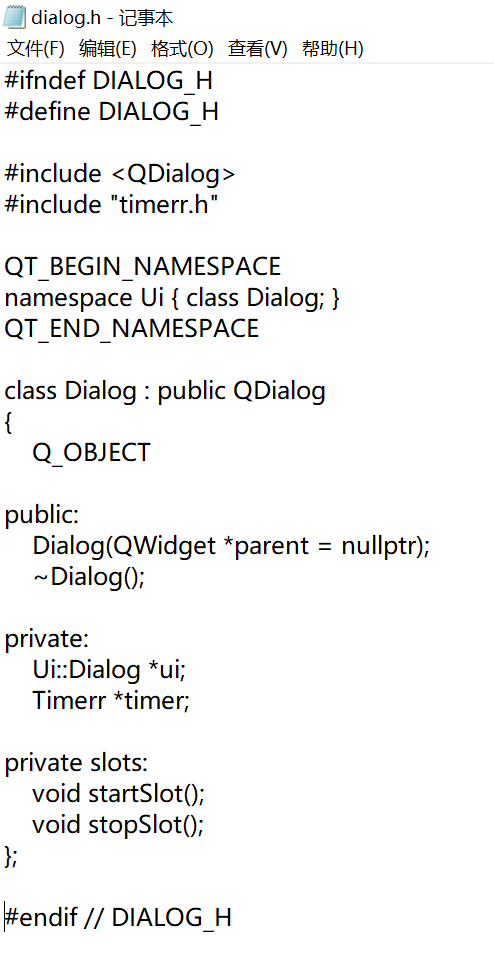 dialog.h - 记事本
文件(F) 编辑(E) 格式(O) 查看(V) 帮助(H)
#ifndef DIALOG_H
#define DIALOG_H

#include <QDialog>
#include "timerr.h"

QT_BEGIN_NAMESPACE
namespace Ui { class Dialog; }
QT_END_NAMESPACE

class Dialog : public QDialog
{
    Q_OBJECT

public:
    Dialog(QWidget *parent = nullptr);
    ~Dialog();

private:
    Ui::Dialog *ui;
    Timerr *timer;

private slots:
    void startSlot();
    void stopSlot();
};

#endif // DIALOG_H